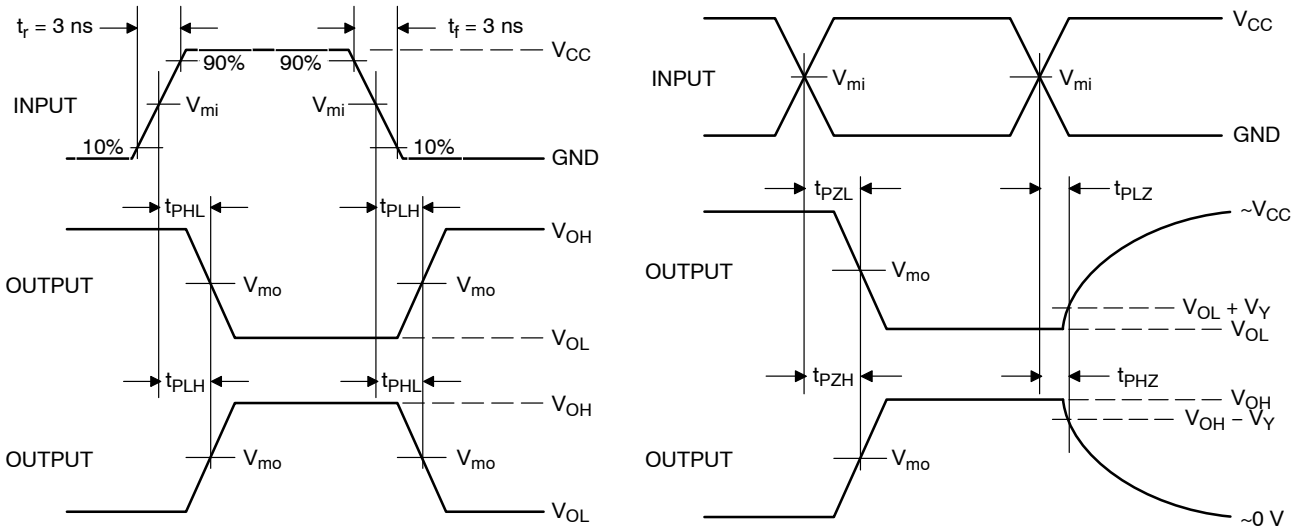 tr = 3 ns
tf = 3 ns
VCC
90%
90%
INPUT
Vmi
Vmi
10%
10%
GND
tPHL
tPLH
VOH
OUTPUT
Vmo
Vmo
VOL
tPLH
tPHL
VOH
OUTPUT
Vmo
Vmo
VOL
VCC
INPUT
Vmi
Vmi
GND
tPZL
tPLZ
~VCC
OUTPUT
Vmo
VOL + VY
VOL
tPZH
tPHZ
VOH
VOH – VY
OUTPUT
Vmo
~0 V